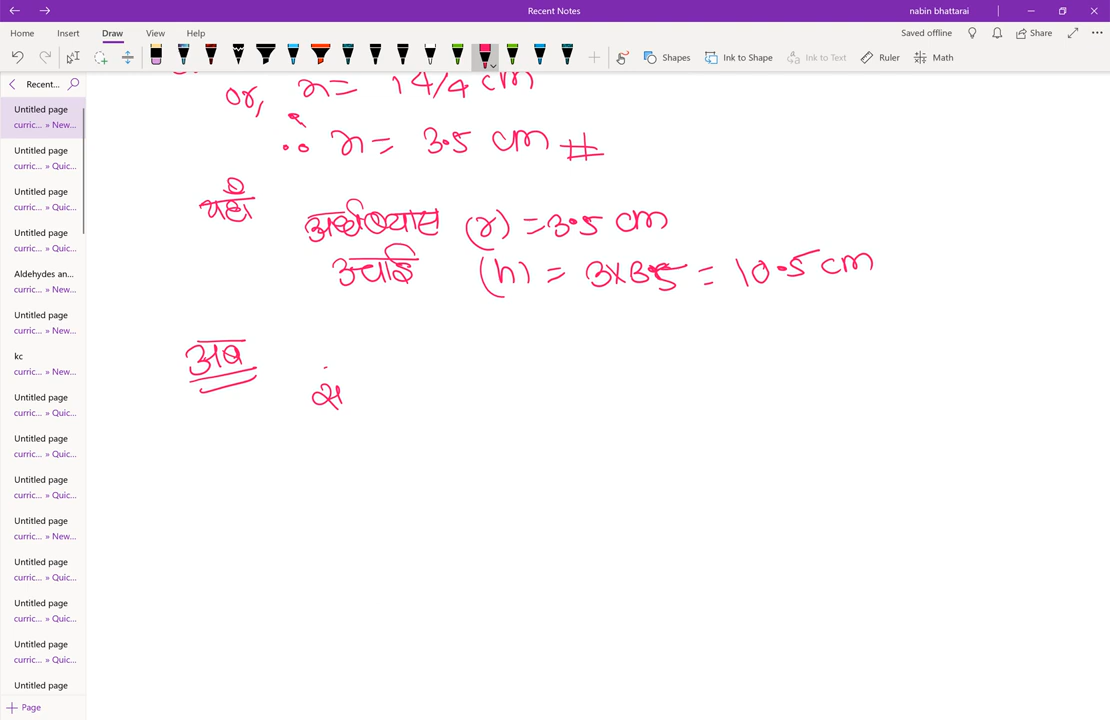 Recent Notes
nabin bhattarai
Home Insert Draw View Help
Saved offline Share
Shapes Ink to Shape Ink to Text Ruler Math
Recent...
Untitled page
curric... » New...
Untitled page
curric... » Quic...
Untitled page
curric... » Quic...
Untitled page
curric... » Quic...
Aldehydes an...
curric... » New...
Untitled page
curric... » New...
kc
curric... » New...
Untitled page
curric... » Quic...
Untitled page
curric... » Quic...
Untitled page
curric... » Quic...
Untitled page
curric... » New...
Untitled page
curric... » Quic...
Untitled page
curric... » Quic...
Untitled page
curric... » Quic...
Untitled page
+ Page
or, x = 14/4 cm
∴ x = 3.5 cm #
अर्धव्यास (r) = 3.5 cm
उचाई (h) = 3×3.5 = 10.5 cm
अब